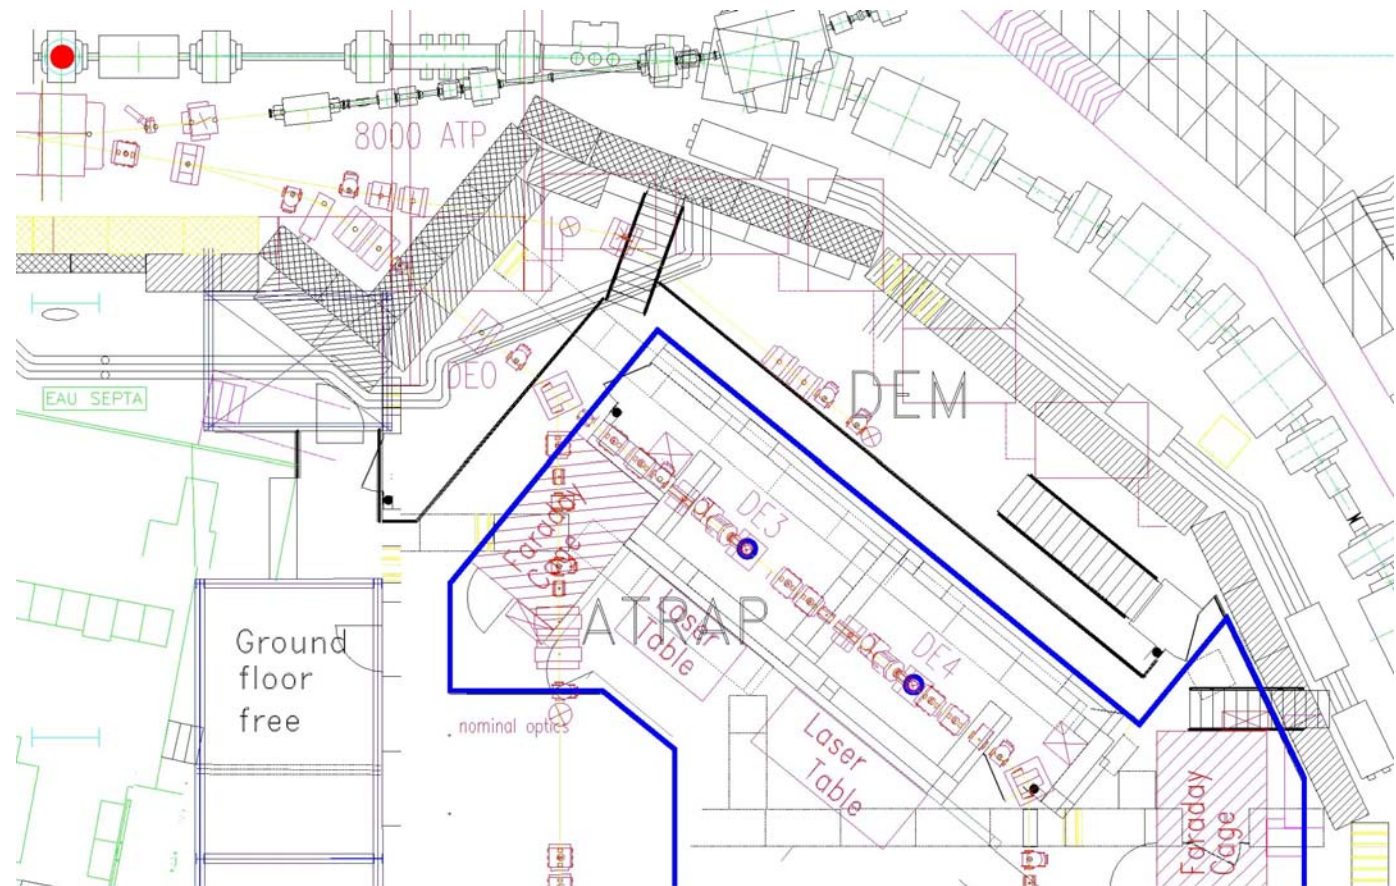 8000 ATP
DE0
EAU SEPTA
DEM
DE3
Faraday
Cage
ATRAP
Laser
Table
DE4
Ground
floor
free
nominal optics
Laser
Table
Faraday
Cage